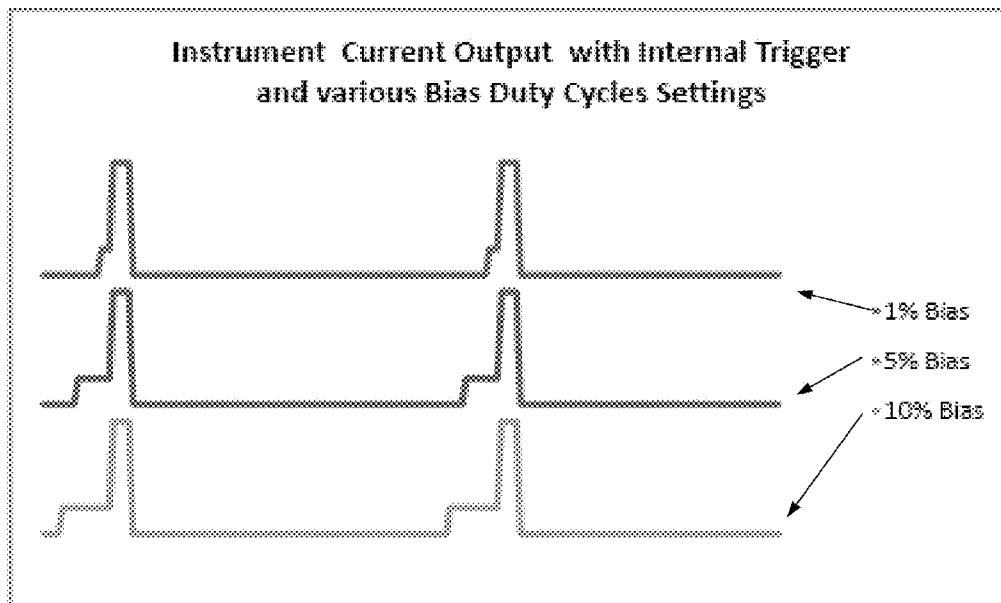 Instrument Current Output with Internal Trigger
and various Bias Duty Cycles Settings
1% Bias
5% Bias
10% Bias